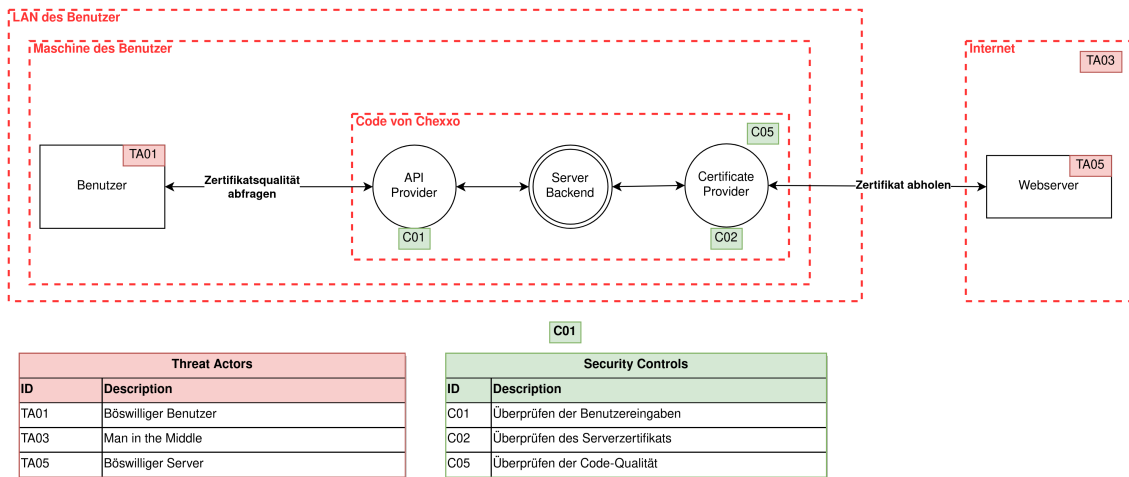 LAN des Benutzer
Maschine des Benutzer
Internet
TA03
Code von Chexxo
C05
TA01
Benutzer
Zertifikatsqualität
abfragen
API
Provider
C01
Server
Backend
Certificate
Provider
C02
Zertifikat abholen
TA05
Webserver
C01
Threat Actors
ID Description
TA01 Böswilliger Benutzer
TA03 Man in the Middle
TA05 Böswilliger Server
Security Controls
ID Description
C01 Überprüfen der Benutzereingaben
C02 Überprüfen des Serverzertifikats
C05 Überprüfen der Code-Qualität